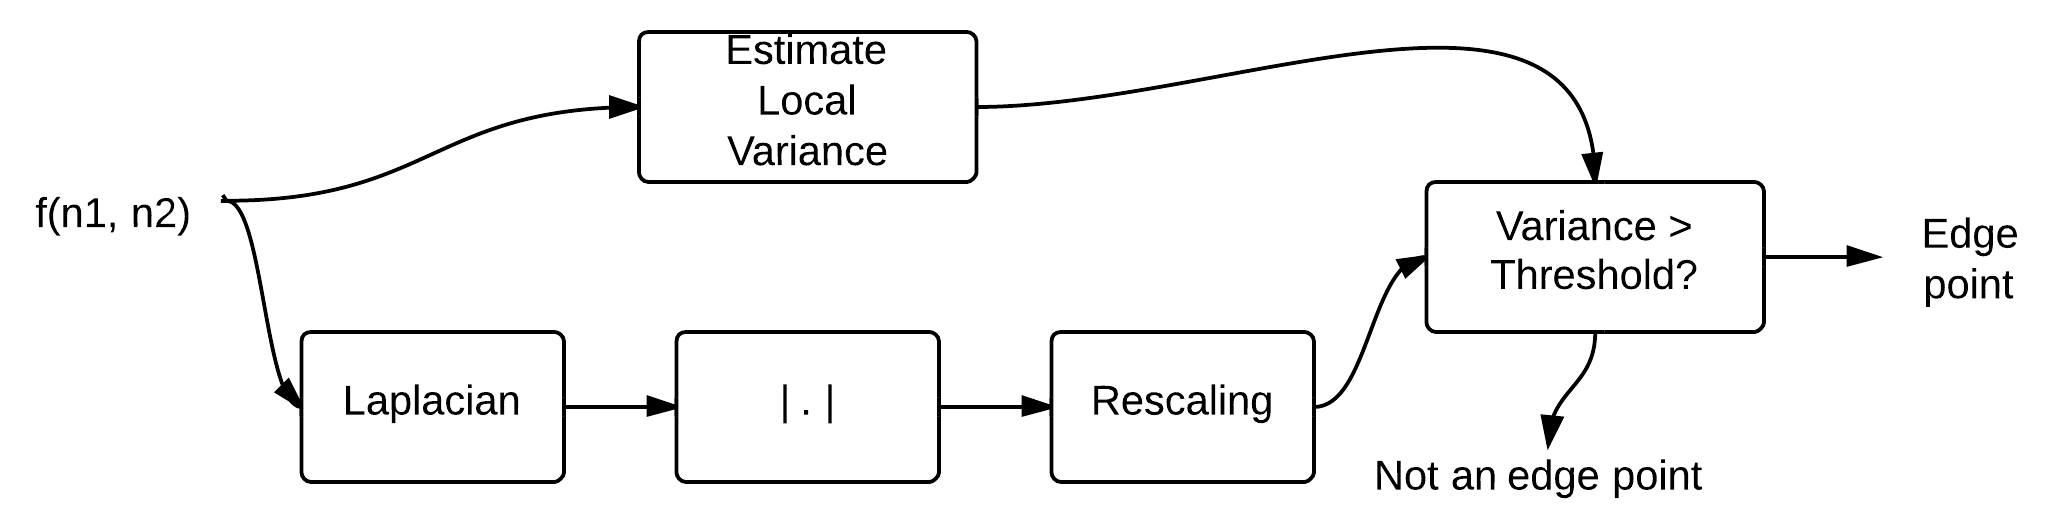 Estimate
Local
Variance
f(n1, n2)
Variance >
Threshold?
Edge
point
Laplacian
| . |
Rescaling
Not an edge point